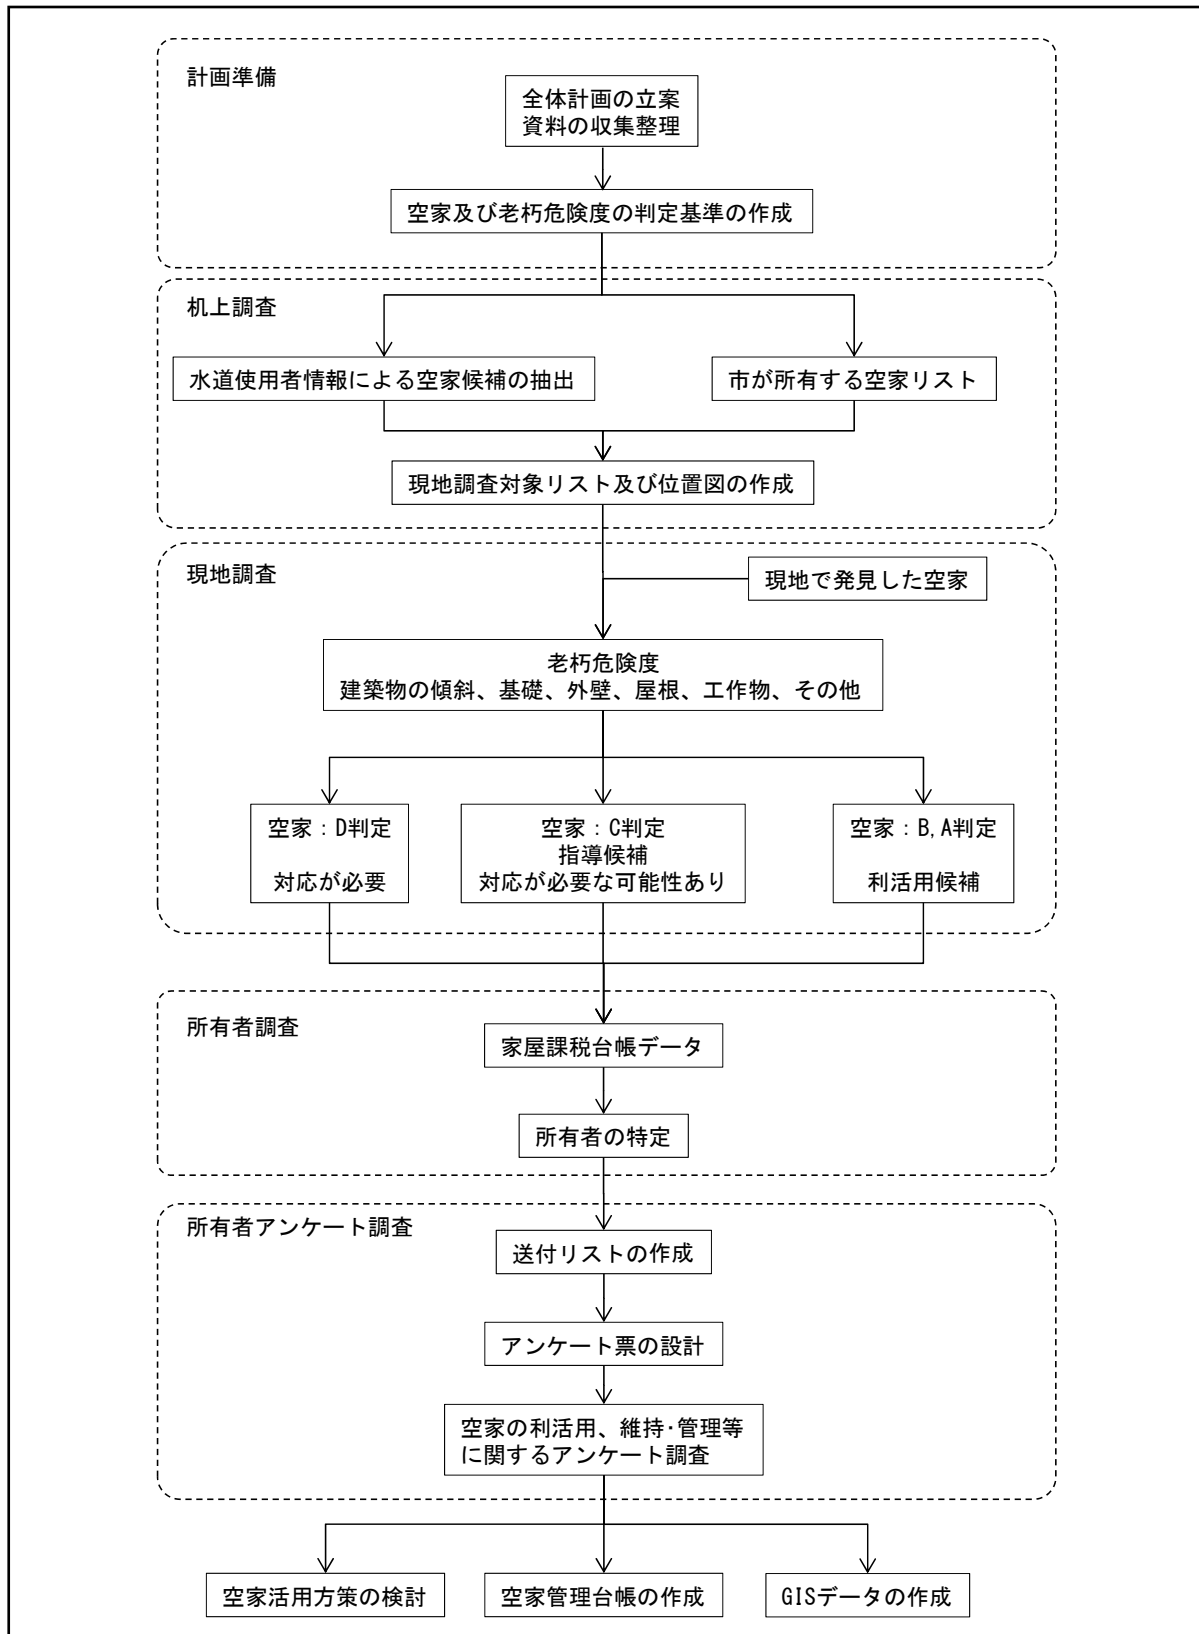 計画準備
全体計画の立案
資料の収集整理
空家及び老朽危険度の判定基準の作成
机上調査
水道使用者情報による空家候補の抽出
市が所有する空家リスト
現地調査対象リスト及び位置図の作成
現地調査
現地で発見した空家
老朽危険度
建築物の傾斜、基礎、外壁、屋根、工作物、その他
空家：D判定
対応が必要
空家：C判定
指導候補
対応が必要な可能性あり
空家：B,A判定
利活用候補
所有者調査
家屋課税台帳データ
所有者の特定
所有者アンケート調査
送付リストの作成
アンケート票の設計
空家の利活用、維持･管理等
に関するアンケート調査
空家活用方策の検討
空家管理台帳の作成
GISデータの作成